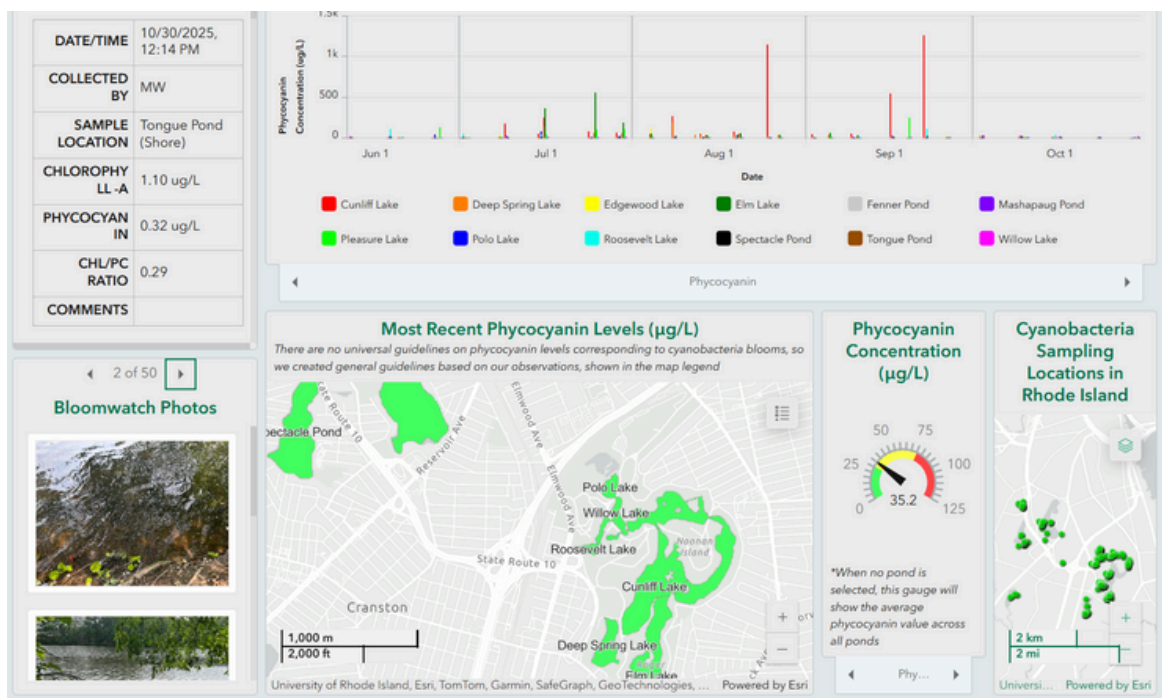 DATE/TIME
10/30/2025,
12:14 PM
COLLECTED
BY
MW
SAMPLE
LOCATION
Tongue Pond
(Shore)
CHLOROPHY
LL -A
1.10 ug/L
PHYCOCYAN
IN
0.32 ug/L
CHL/PC
RATIO
0.29
COMMENTS
2 of 50
Bloomwatch Photos
Phycocyanin
Concentration (ug/L)
1.5k
1k
500
0
Jun 1
Jul 1
Aug 1
Sep 1
Oct 1
Date
Cunliff Lake
Deep Spring Lake
Edgewood Lake
Elm Lake
Fenner Pond
Mashapaug Pond
Pleasure Lake
Polo Lake
Roosevelt Lake
Spectacle Pond
Tongue Pond
Willow Lake
Phycocyanin
Most Recent Phycocyanin Levels (µg/L)
There are no universal guidelines on phycocyanin levels corresponding to cyanobacteria blooms, so
we created general guidelines based on our observations, shown in the map legend
ate Route 10
pectacle Pond
Reservoir Ave
Elmwood Ave
Elmwood Ave
Polo Lake
Willow Lake
Roosevelt Lake
Noonan
Island
State Route 10
Cunliff Lake
Cranston
Deep Spring Lake
Elm Lake
ck Ave
1,000 m
2,000 ft
+
−
University of Rhode Island, Esri, TomTom, Garmin, SafeGraph, GeoTechnologies, ...
Powered by Esri
Phycocyanin
Concentration
(µg/L)
0
25
50
75
100
125
35.2
*When no pond is
selected, this gauge will
show the average
phycocyanin value across
all ponds
Phy...
Cyanobacteria
Sampling
Locations in
Rhode Island
+
−
2 km
2 mi
Universi...
Powered by Esri